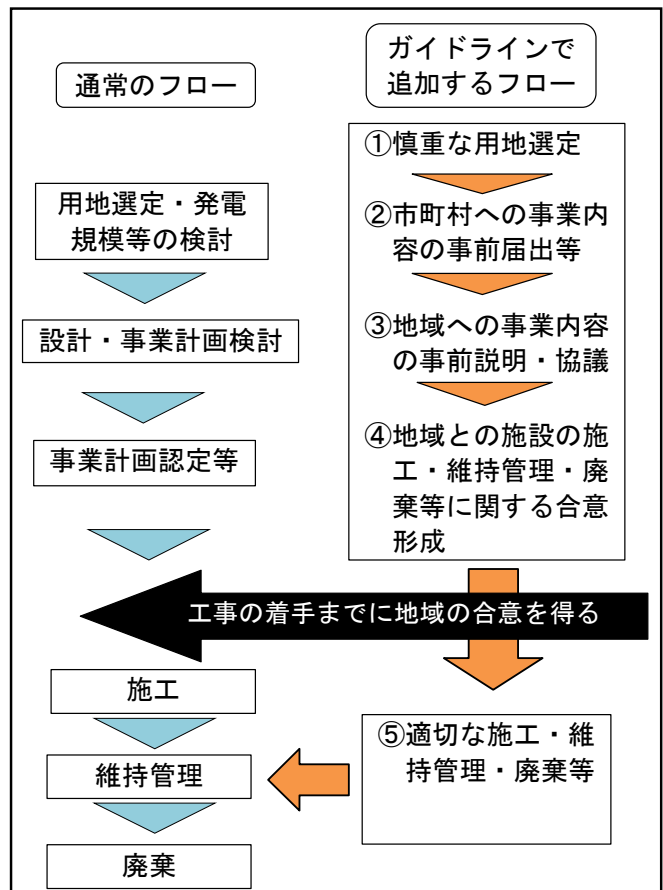 通常のフロー
用地選定・発電
規模等の検討
設計・事業計画検討
事業計画認定等
ガイドラインで
追加するフロー
①慎重な用地選定
②市町村への事業内
容の事前届出等
③地域への事業内容
の事前説明・協議
④地域との施設の施
工・維持管理・廃
棄等に関する合意
形成
工事の着手までに地域の合意を得る
施工
維持管理
廃棄
⑤適切な施工・維
持管理・廃棄等